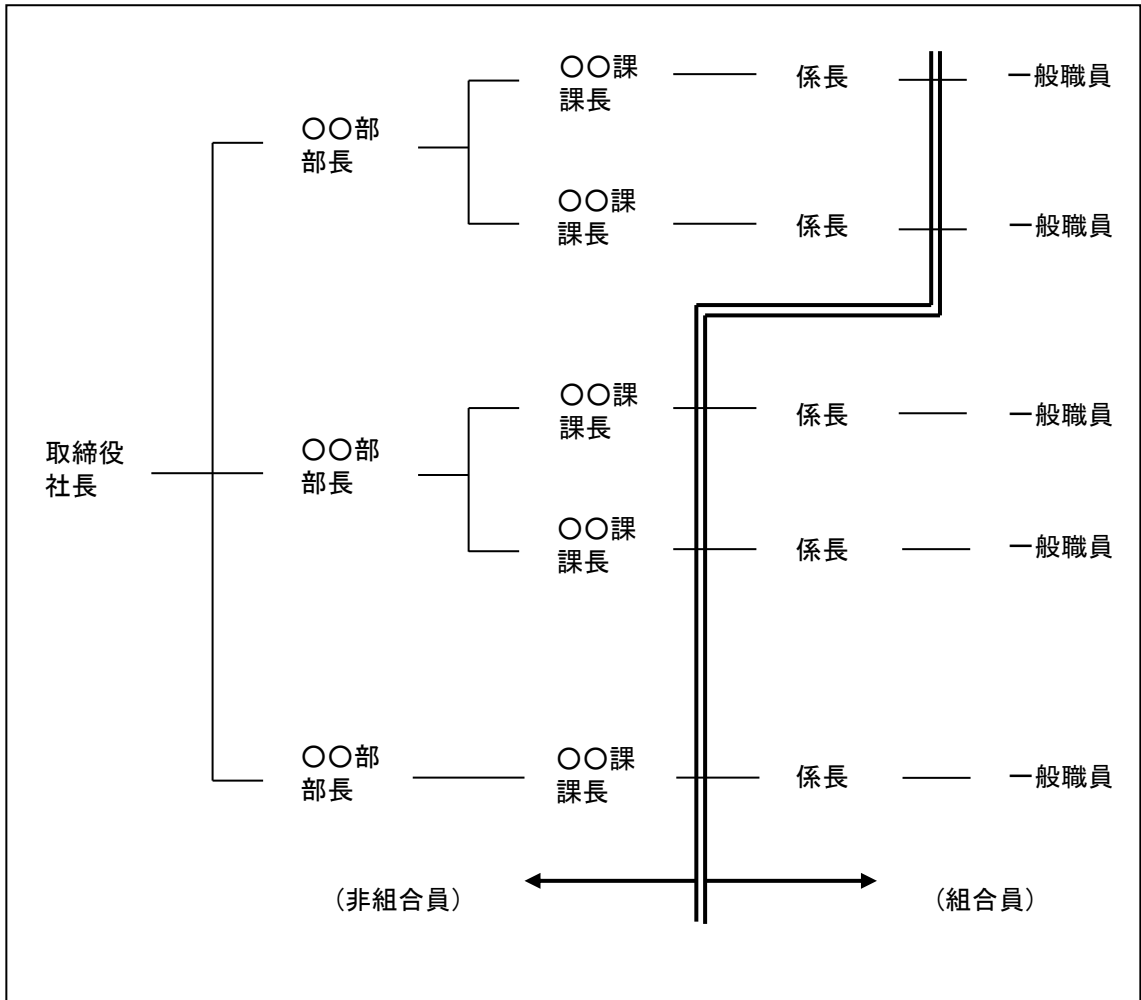 〇〇課
課長
係長
一般職員
〇〇部
部長
〇〇課
課長
係長
一般職員
〇〇課
課長
係長
一般職員
取締役
社長
〇〇部
部長
〇〇課
課長
係長
一般職員
〇〇部
部長
〇〇課
課長
係長
一般職員
（非組合員）
（組合員）